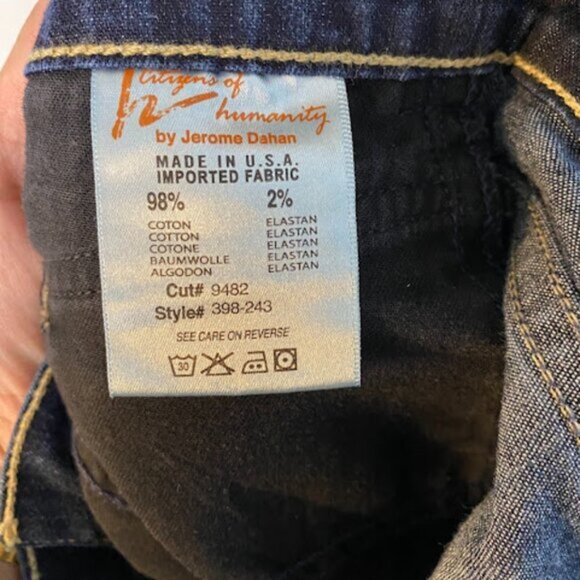 Citizens of
humanity
by Jerome Dahan
MADE IN U.S.A.
IMPORTED FABRIC
98% 2%
COTON ELASTAN
COTTON ELASTAN
COTONE ELASTAN
BAUMWOLLE ELASTAN
ALGODON ELASTAN
Cut# 9482
Style# 398-243
SEE CARE ON REVERSE
30